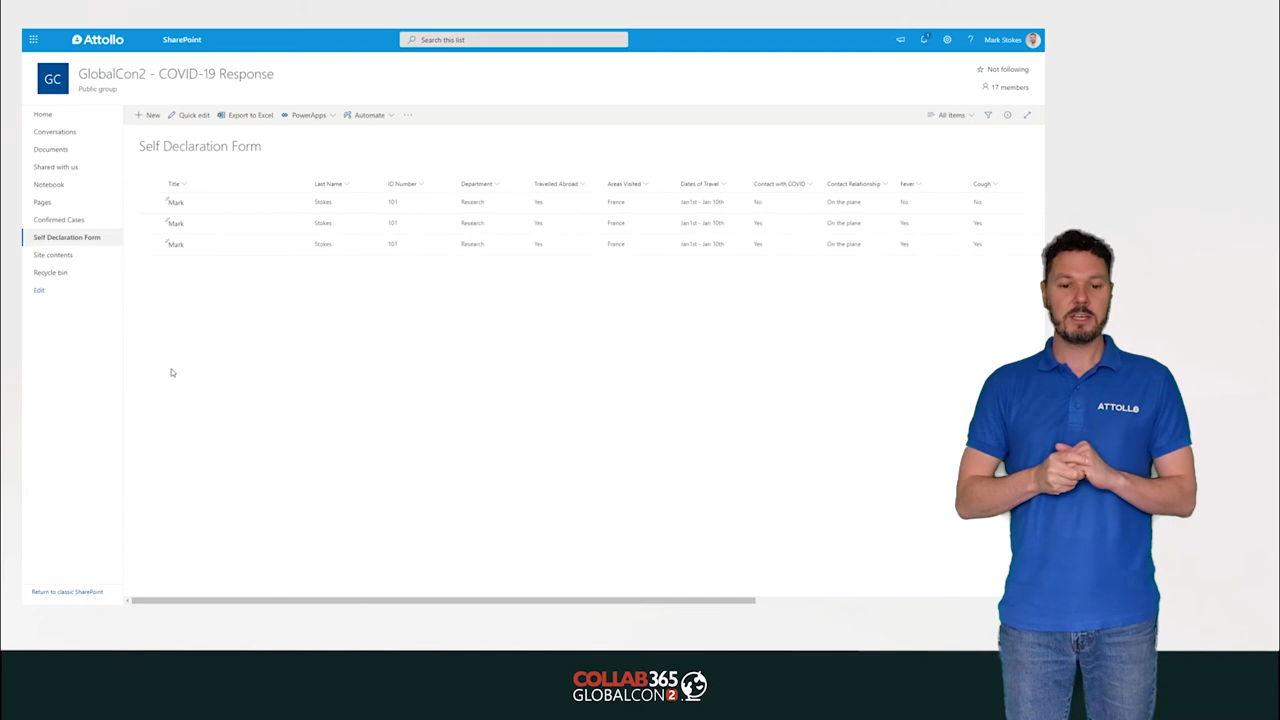 Attollo SharePoint Search this list Mark Stokes
GC GlobalCon2 - COVID-19 Response
Public group
Not following
17 members
Home
Conversations
Documents
Shared with us
Notebook
Pages
Confirmed Cases
Self Declaration Form
Site contents
Recycle bin
Edit
Return to classic SharePoint
New Quick edit Export to Excel PowerApps Automate All Items
Self Declaration Form
Title Last Name ID Number Department Travelled Abroad Areas Visited Dates of Travel Contact with COVID Contact Relationship Fever Cough
Mark Stokes 101 Research Yes France Jan1st - Jan 10th No On the plane No No
Mark Stokes 101 Research Yes France Jan1st - Jan 10th Yes On the plane Yes Yes
Mark Stokes 101 Research Yes France Jan1st - Jan 10th Yes On the plane Yes Yes
ATTOLLO
COLLAB365
GLOBALCON2